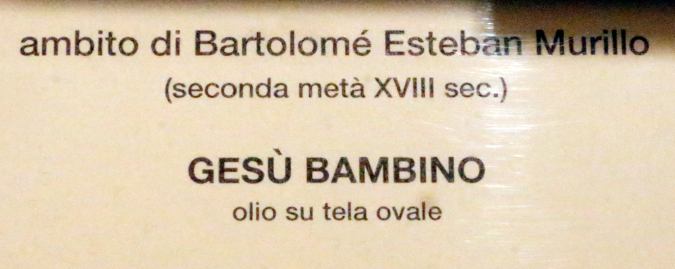 ambito di Bartolomé Esteban Murillo
(seconda metà XVIII sec.)
GESÙ BAMBINO
olio su tela ovale